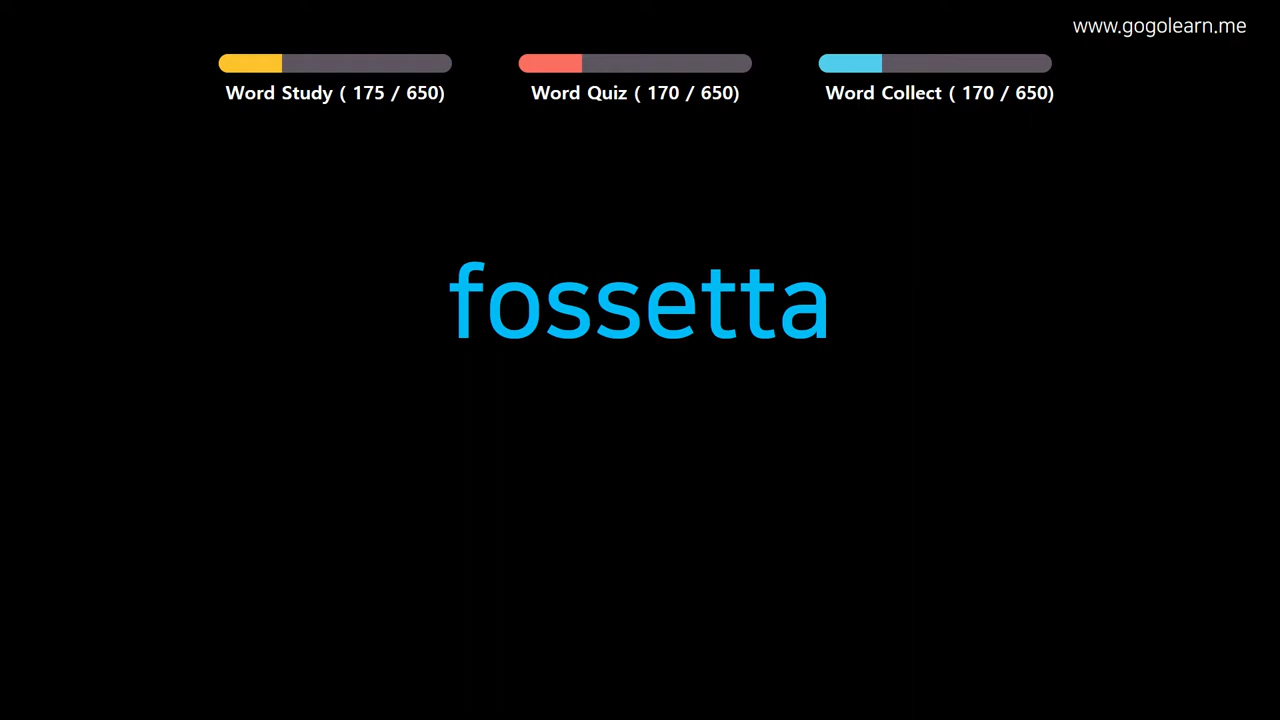 www.gogolearn.me
Word Study ( 175 / 650)
Word Quiz ( 170 / 650)
Word Collect ( 170 / 650)
fossetta